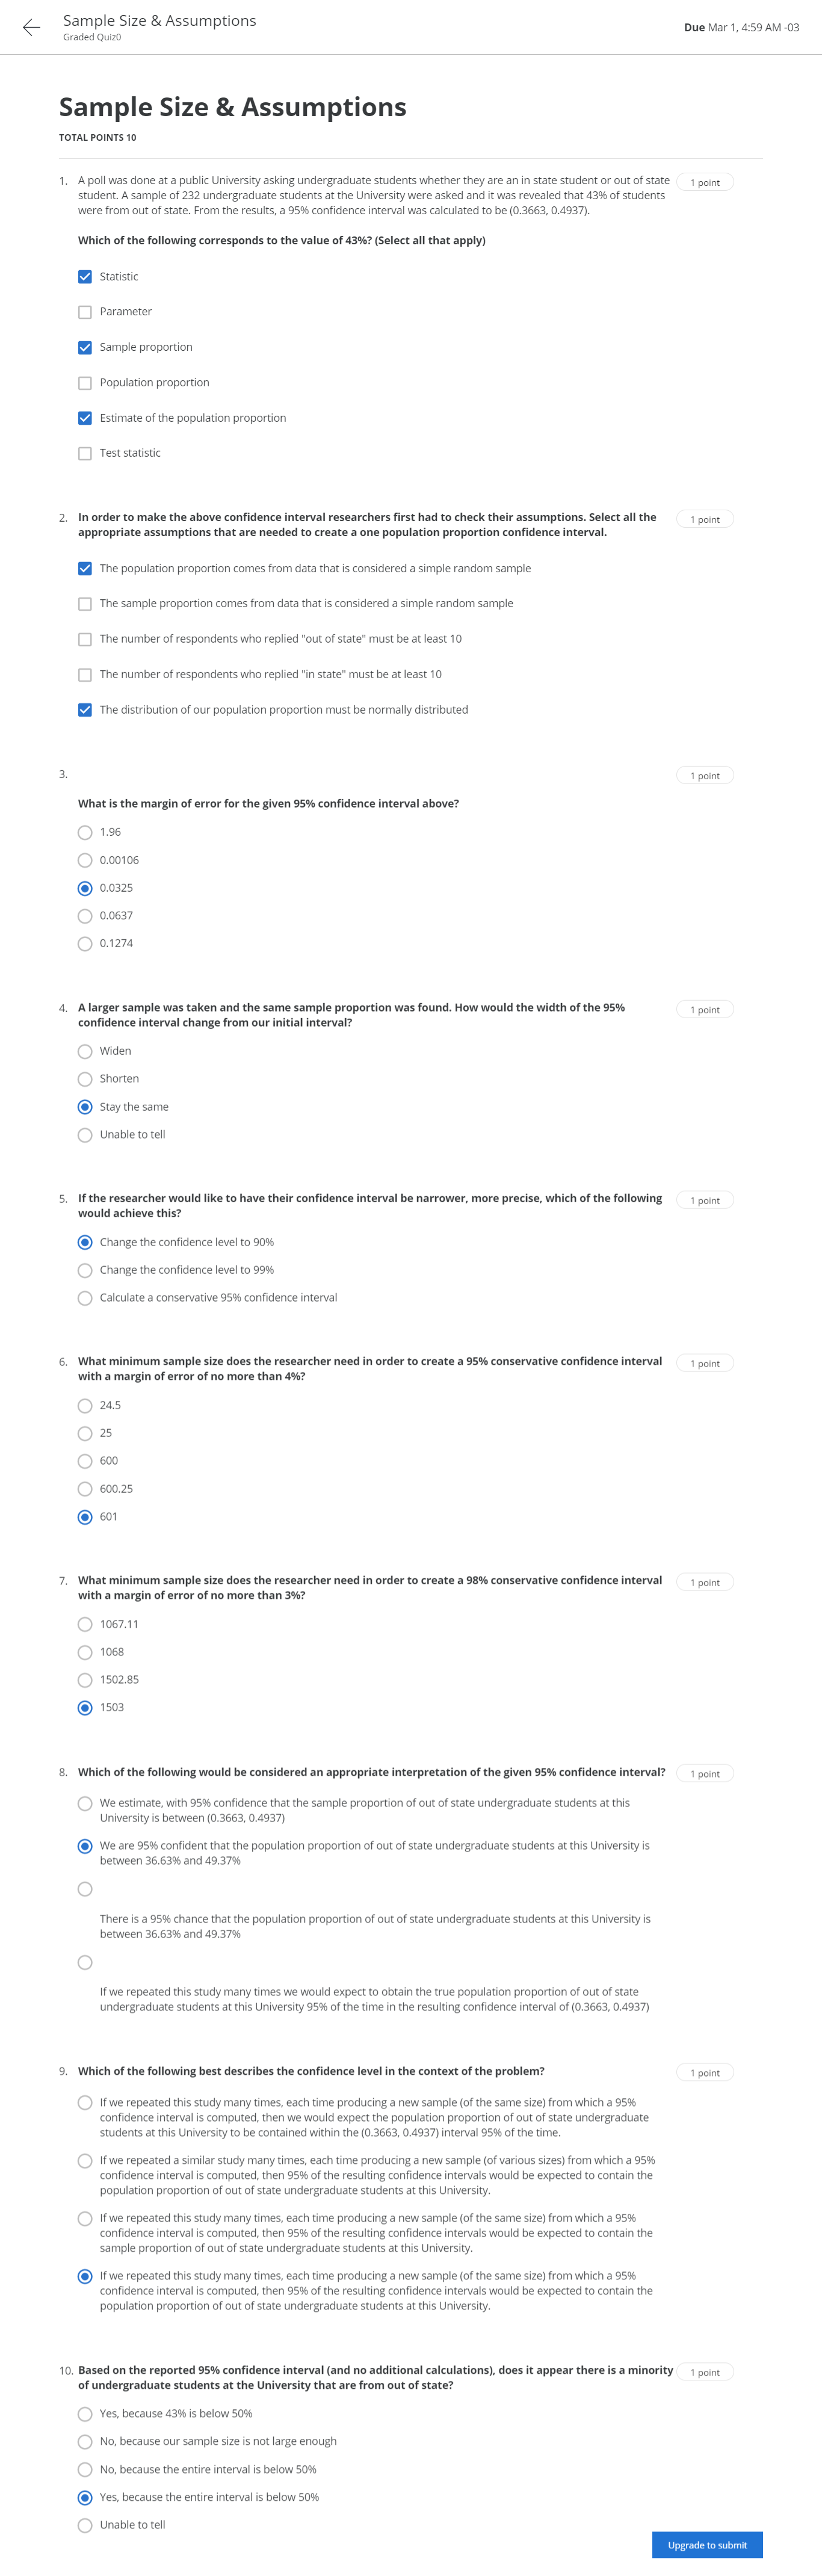 Sample Size & Assumptions
Graded Quiz0
Due Mar 1, 4:59 AM -03
Sample Size & Assumptions
TOTAL POINTS 10
1. A poll was done at a public University asking undergraduate students whether they are an in state student or out of state
student. A sample of 232 undergraduate students at the University were asked and it was revealed that 43% of students
were from out of state. From the results, a 95% confidence interval was calculated to be (0.3663, 0.4937).
1 point
Which of the following corresponds to the value of 43%? (Select all that apply)
Statistic
Parameter
Sample proportion
Population proportion
Estimate of the population proportion
Test statistic
2. In order to make the above confidence interval researchers first had to check their assumptions. Select all the
appropriate assumptions that are needed to create a one population proportion confidence interval.
1 point
The population proportion comes from data that is considered a simple random sample
The sample proportion comes from data that is considered a simple random sample
The number of respondents who replied "out of state" must be at least 10
The number of respondents who replied "in state" must be at least 10
The distribution of our population proportion must be normally distributed
3.
1 point
What is the margin of error for the given 95% confidence interval above?
1.96
0.00106
0.0325
0.0637
0.1274
4. A larger sample was taken and the same sample proportion was found. How would the width of the 95%
confidence interval change from our initial interval?
1 point
Widen
Shorten
Stay the same
Unable to tell
5. If the researcher would like to have their confidence interval be narrower, more precise, which of the following
would achieve this?
1 point
Change the confidence level to 90%
Change the confidence level to 99%
Calculate a conservative 95% confidence interval
6. What minimum sample size does the researcher need in order to create a 95% conservative confidence interval
with a margin of error of no more than 4%?
1 point
24.5
25
600
600.25
601
7. What minimum sample size does the researcher need in order to create a 98% conservative confidence interval
with a margin of error of no more than 3%?
1 point
1067.11
1068
1502.85
1503
8. Which of the following would be considered an appropriate interpretation of the given 95% confidence interval?
1 point
We estimate, with 95% confidence that the sample proportion of out of state undergraduate students at this
University is between (0.3663, 0.4937)
We are 95% confident that the population proportion of out of state undergraduate students at this University is
between 36.63% and 49.37%
There is a 95% chance that the population proportion of out of state undergraduate students at this University is
between 36.63% and 49.37%
If we repeated this study many times we would expect to obtain the true population proportion of out of state
undergraduate students at this University 95% of the time in the resulting confidence interval of (0.3663, 0.4937)
9. Which of the following best describes the confidence level in the context of the problem?
1 point
If we repeated this study many times, each time producing a new sample (of the same size) from which a 95%
confidence interval is computed, then we would expect the population proportion of out of state undergraduate
students at this University to be contained within the (0.3663, 0.4937) interval 95% of the time.
If we repeated a similar study many times, each time producing a new sample (of various sizes) from which a 95%
confidence interval is computed, then 95% of the resulting confidence intervals would be expected to contain the
population proportion of out of state undergraduate students at this University.
If we repeated this study many times, each time producing a new sample (of the same size) from which a 95%
confidence interval is computed, then 95% of the resulting confidence intervals would be expected to contain the
sample proportion of out of state undergraduate students at this University.
If we repeated this study many times, each time producing a new sample (of the same size) from which a 95%
confidence interval is computed, then 95% of the resulting confidence intervals would be expected to contain the
population proportion of out of state undergraduate students at this University.
10. Based on the reported 95% confidence interval (and no additional calculations), does it appear there is a minority
of undergraduate students at the University that are from out of state?
1 point
Yes, because 43% is below 50%
No, because our sample size is not large enough
No, because the entire interval is below 50%
Yes, because the entire interval is below 50%
Unable to tell
Upgrade to submit